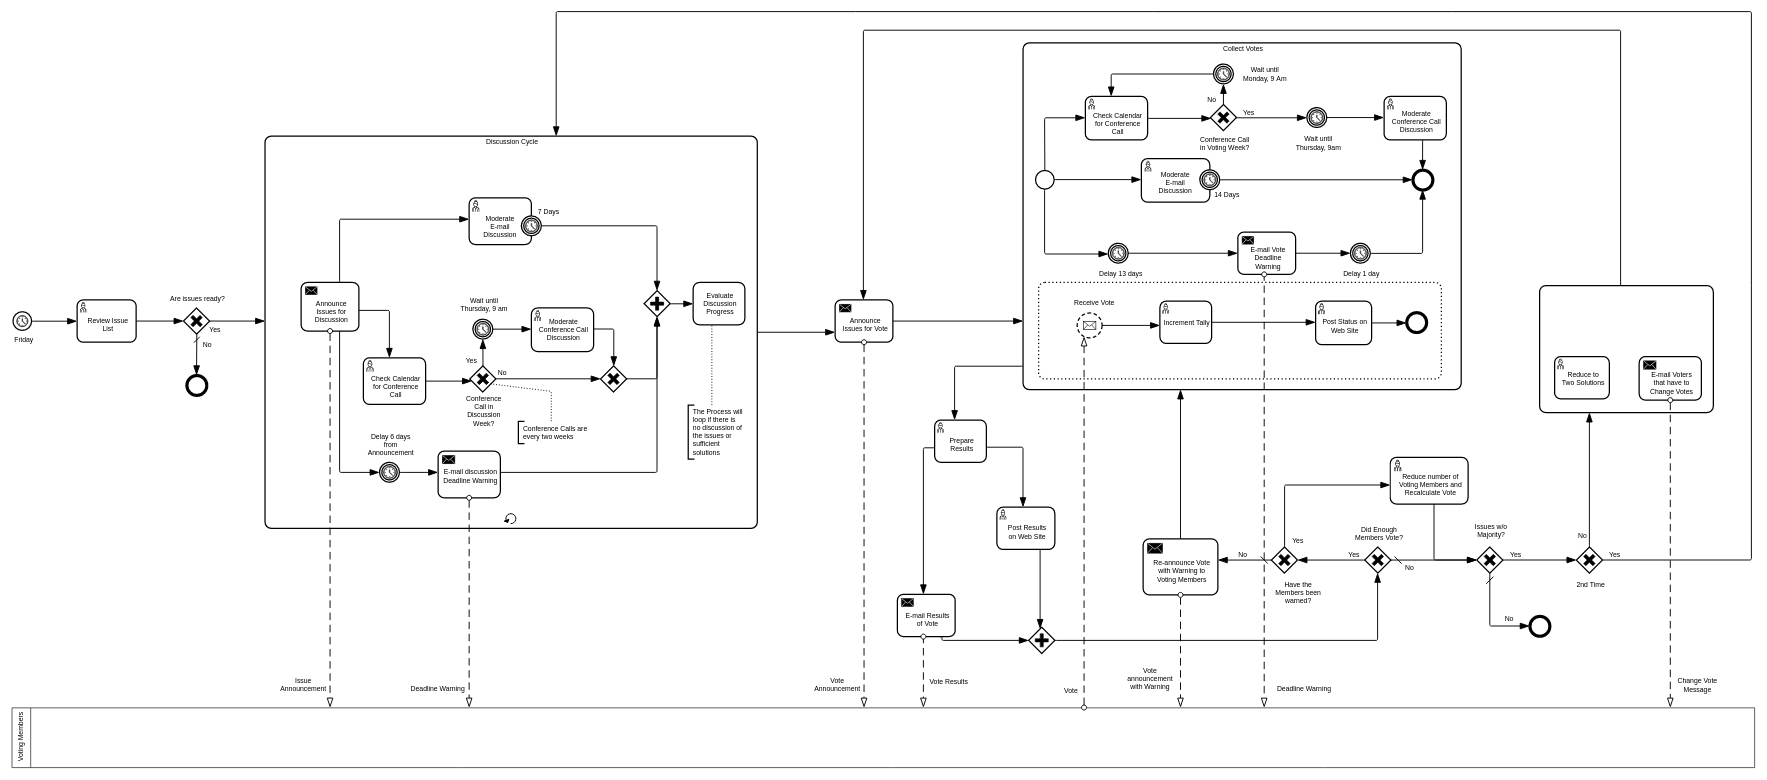 Friday
Review Issue
List
Are issues ready?
Yes
No
Discussion Cycle
Announce
Issues for
Discussion
Moderate
E-mail
Discussion
7 Days
Check Calendar
for Conference
Call
Wait until
Thursday, 9 am
Yes
No
Conference
Call in
Discussion
Week?
Moderate
Conference Call
Discussion
Conference Calls are
every two weeks
Delay 6 days
from
Announcement
E-mail discussion
Deadline Warning
Evaluate
Discussion
Progress
The Process will
loop if there is
no discussion of
the issues or
sufficient
solutions
Announce
Issues for Vote
Collect Votes
Check Calendar
for Conference
Call
Wait until
Monday, 9 Am
No
Yes
Conference Call
in Voting Week?
Wait until
Thursday, 9am
Moderate
Conference Call
Discussion
Moderate
E-mail
Discussion
14 Days
Delay 13 days
E-mail Vote
Deadline
Warning
Delay 1 day
Receive Vote
Increment Tally
Post Status on
Web Site
Prepare
Results
Post Results
on Web Site
E-mail Results
of Vote
Re-announce Vote
with Warning to
Voting Members
No
Yes
Have the
Members been
warned?
Did Enough
Members Vote?
Yes
No
Reduce number of
Voting Members and
Recalculate Vote
Issues w/o
Majority?
Yes
No
No
Yes
2nd Time
Reduce to
Two Solutions
E-mail Voters
that have to
Change Votes
Issue
Announcement
Deadline Warning
Vote
Announcement
Vote Results
Vote
Vote
announcement
with Warning
Deadline Warning
Change Vote
Message
Voting Members